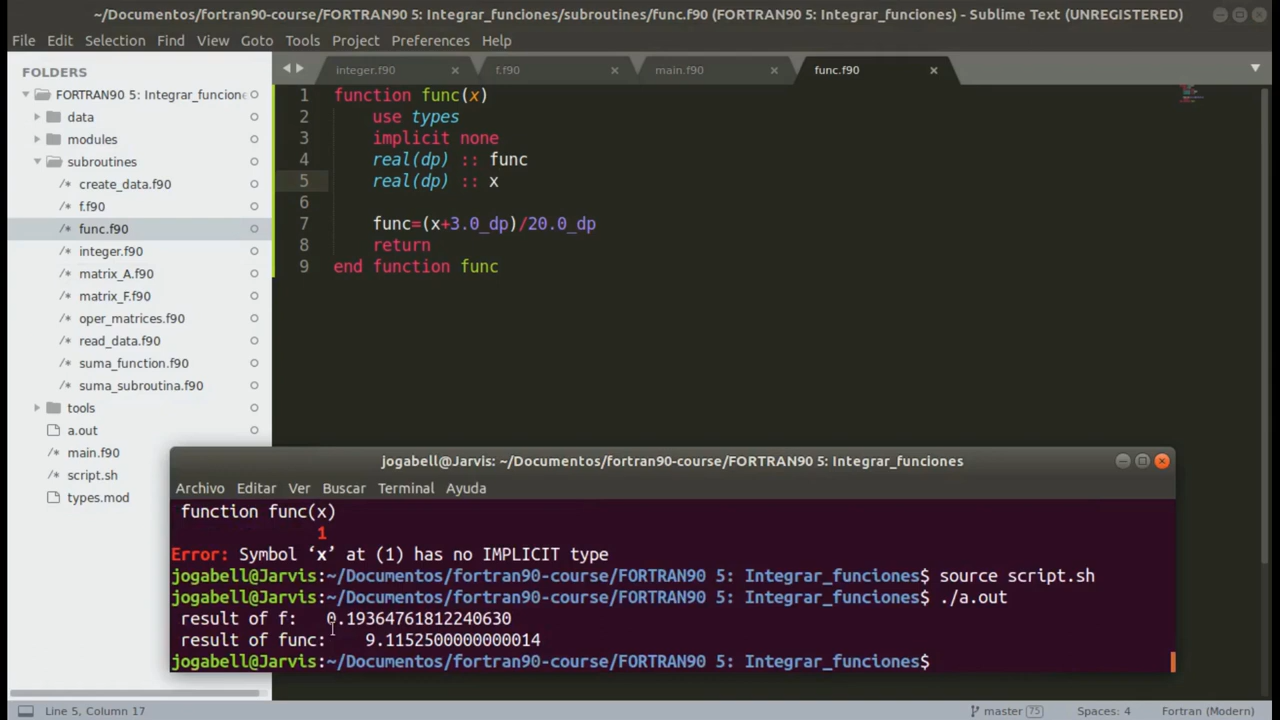 ~/Documentos/fortran90-course/FORTRAN90 5: Integrar_funciones/subroutines/func.f90 (FORTRAN90 5: Integrar_funciones) - Sublime Text (UNREGISTERED)
File Edit Selection Find View Goto Tools Project Preferences Help
FOLDERS
FORTRAN90 5: Integrar_funcione
data
modules
subroutines
/* create_data.f90
/* f.f90
/* func.f90
/* integer.f90
/* matrix_A.f90
/* matrix_F.f90
/* oper_matrices.f90
/* read_data.f90
/* suma_function.f90
/* suma_subroutina.f90
tools
a.out
/* main.f90
/* script.sh
types.mod
integer.f90 f.f90 main.f90 func.f90
1 function func(x)
2 use types
3 implicit none
4 real(dp) :: func
5 real(dp) :: x
6
7 func=(x+3.0_dp)/20.0_dp
8 return
9 end function func
jogabell@Jarvis: ~/Documentos/fortran90-course/FORTRAN90 5: Integrar_funciones
Archivo Editar Ver Buscar Terminal Ayuda
function func(x)
1
Error: Symbol ‘x’ at (1) has no IMPLICIT type
jogabell@Jarvis:~/Documentos/fortran90-course/FORTRAN90 5: Integrar_funciones$ source script.sh
jogabell@Jarvis:~/Documentos/fortran90-course/FORTRAN90 5: Integrar_funciones$ ./a.out
result of f: 0.19364761812240630
result of func: 9.1152500000000014
jogabell@Jarvis:~/Documentos/fortran90-course/FORTRAN90 5: Integrar_funciones$
Line 5, Column 17 master 75 Spaces: 4 Fortran (Modern)